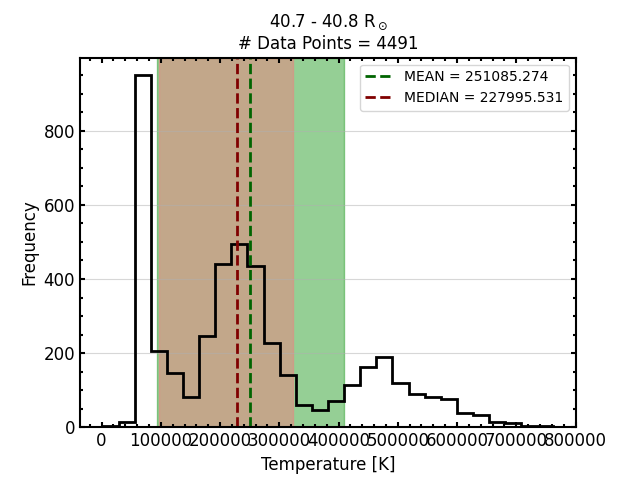 40.7 - 40.8 R⊙
# Data Points = 4491
MEAN = 251085.274
MEDIAN = 227995.531
Frequency
800
600
400
200
0
0 100000 200000 300000 400000 500000 600000 700000 800000
Temperature [K]